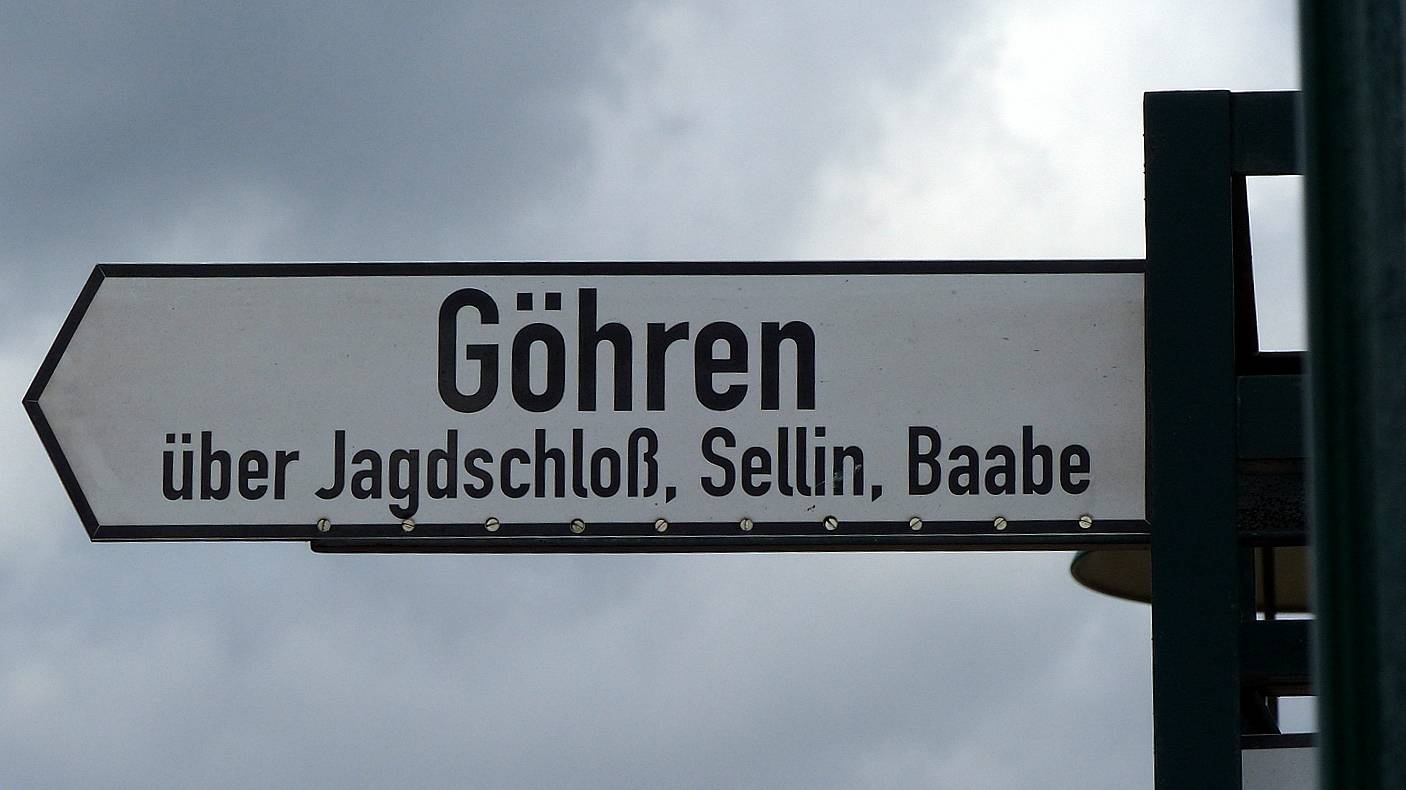 Göhren
über Jagdschloß, Sellin, Baabe